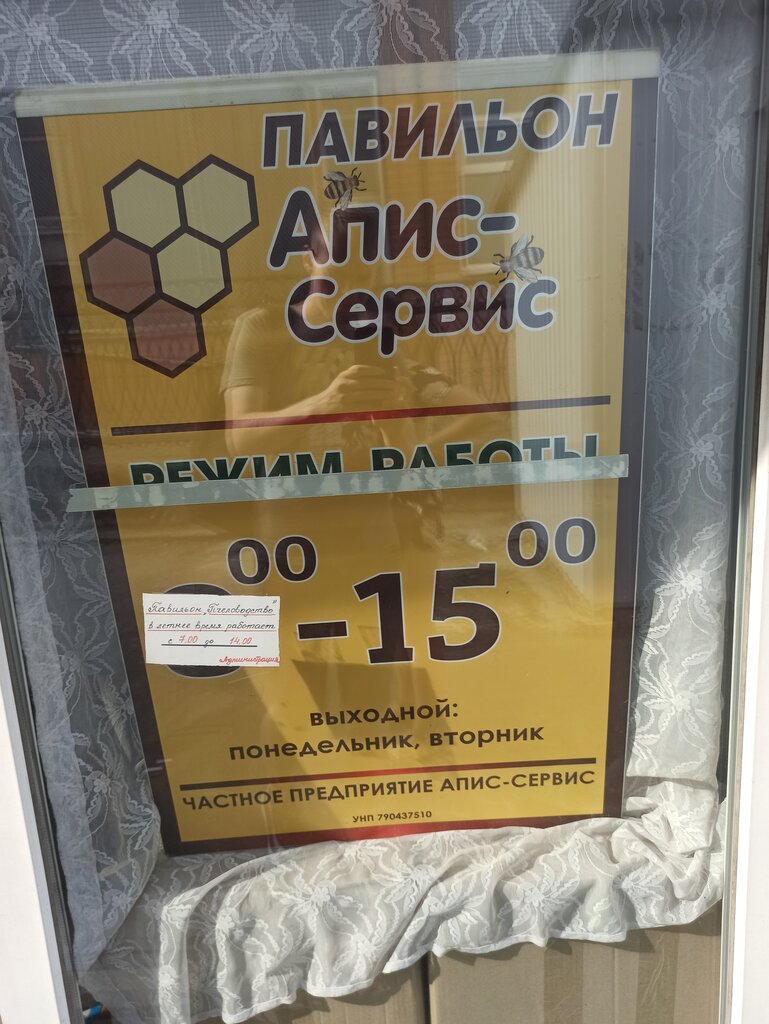 ПАВИЛЬОН
Апис-
Сервис
РЕЖИМ РАБОТЫ
00 -15 00
Павильон „Пчеловодство"
в летнее время работает
с 7.00 до 14.00
Администрация
ВЫХОДНОЙ:
ПОНЕДЕЛЬНИК, ВТОРНИК
ЧАСТНОЕ ПРЕДПРИЯТИЕ АПИС-СЕРВИС
УНП 790437510